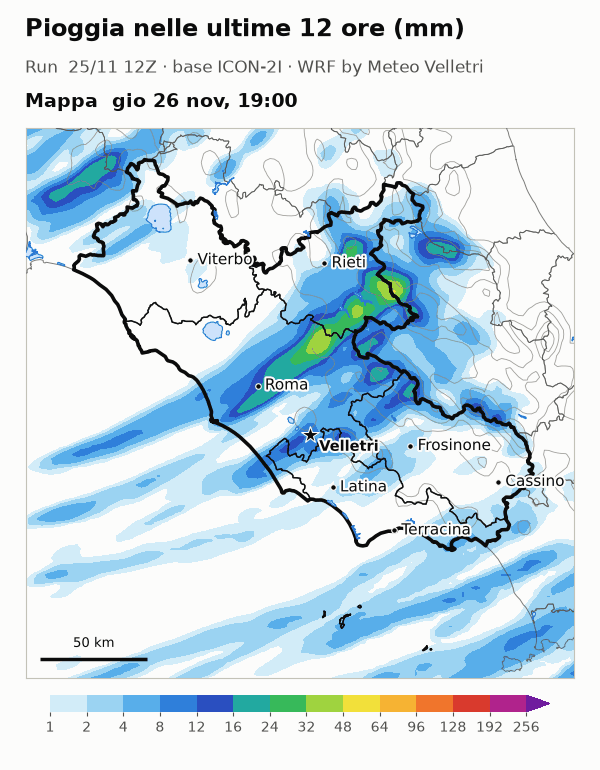 Pioggia nelle ultime 12 ore (mm)
Run  25/11 12Z · base ICON-2I · WRF by Meteo Velletri
Mappa  gio 26 nov, 19:00
Viterbo
Rieti
Roma
Velletri
Frosinone
Cassino
Latina
Terracina
50 km
1 2 4 8 12 16 24 32 48 64 96 128 192 256